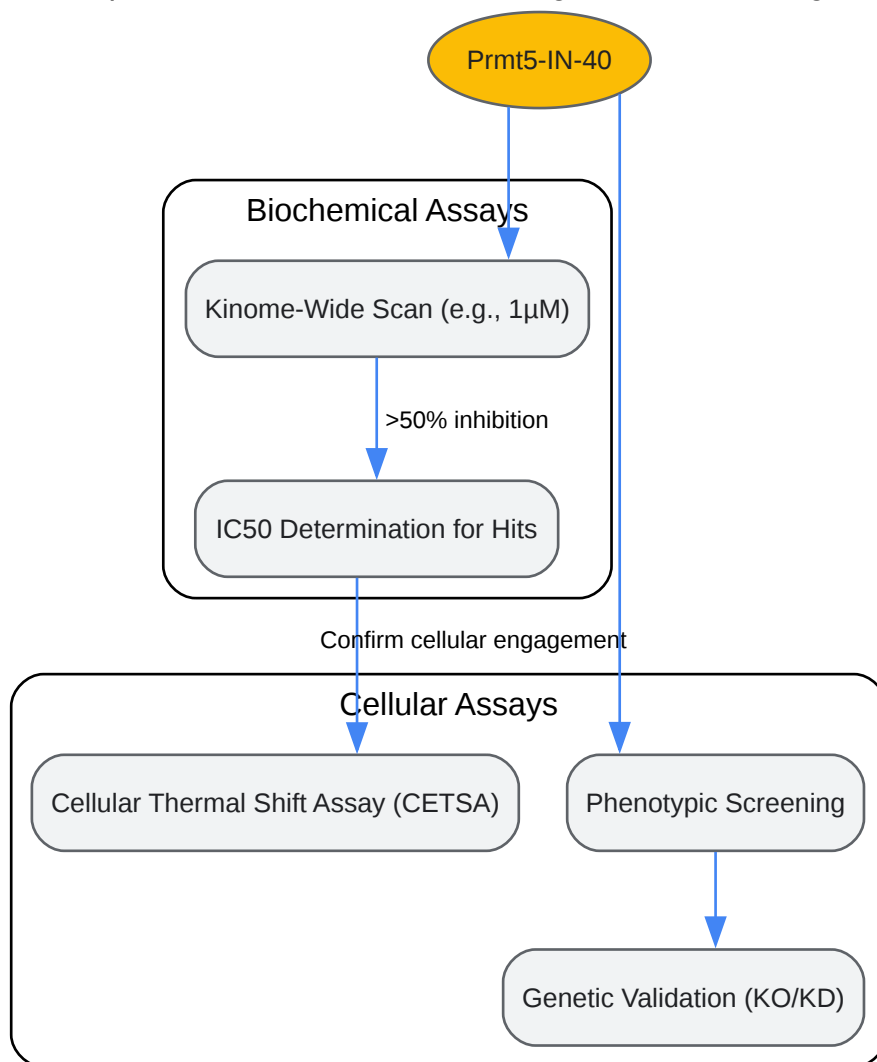 Prmt5-IN-40
Biochemical Assays
Kinome-Wide Scan (e.g., 1µM)
>50% inhibition
IC50 Determination for Hits
Confirm cellular engagement
Cellular Assays
Cellular Thermal Shift Assay (CETSA)
Phenotypic Screening
Genetic Validation (KO/KD)